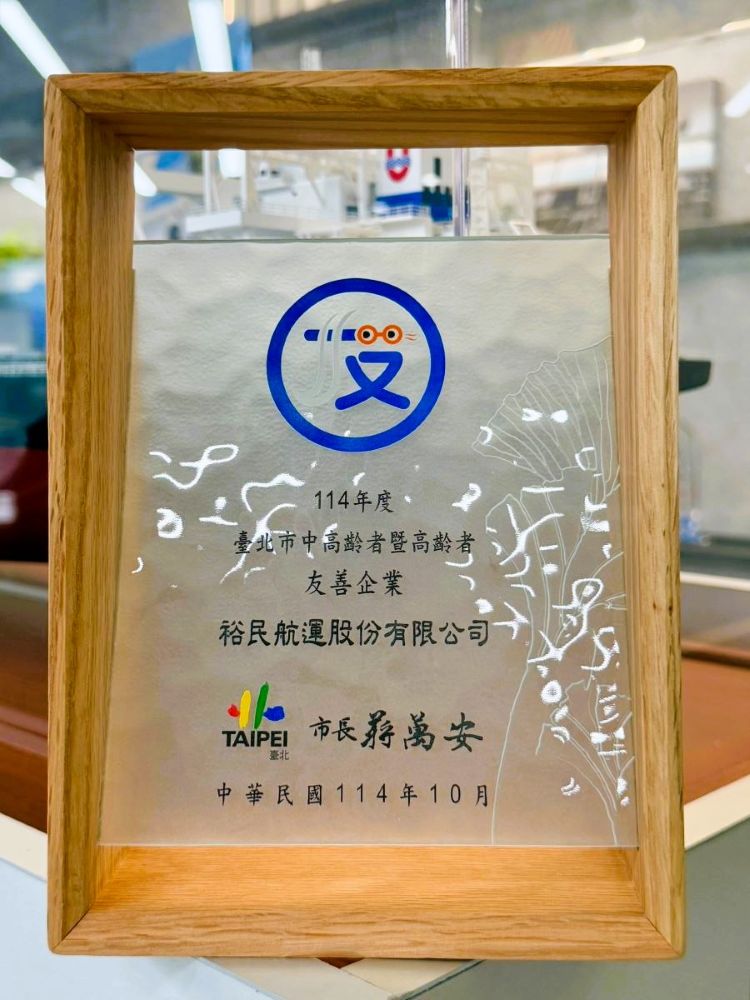 114年度
臺北市中高齡者暨高齡者
友善企業
裕民航運股份有限公司
TAIPEI
臺北
市長 蔣萬安
中華民國114年10月